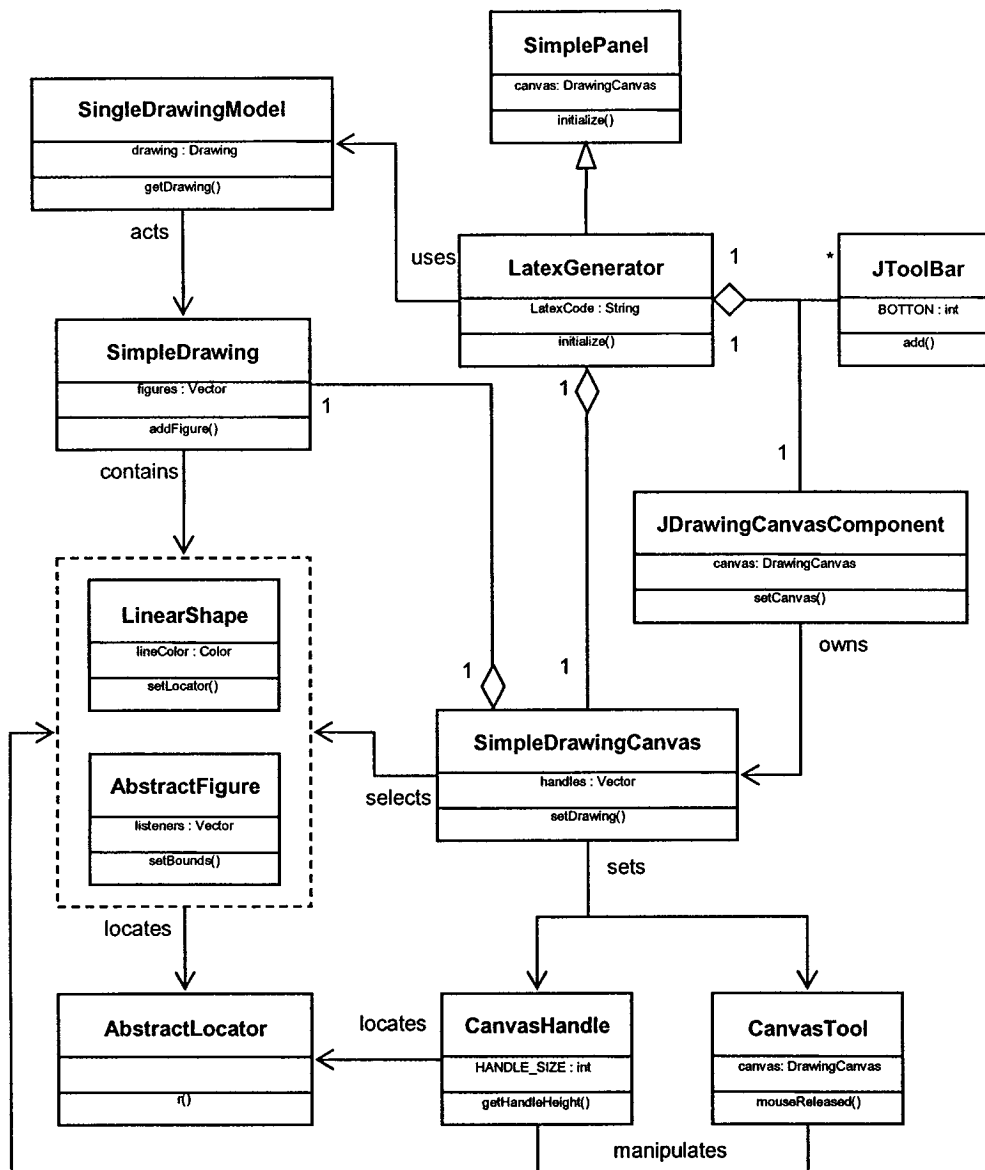 SimplePanel
canvas: DrawingCanvas
initialize()
SingleDrawingModel
drawing : Drawing
getDrawing()
acts
uses
LatexGenerator
LatexCode : String
initialize()
1
1
*
JToolBar
BOTTON : int
add()
SimpleDrawing
figures : Vector
addFigure()
1
1
contains
1
JDrawingCanvasComponent
canvas: DrawingCanvas
setCanvas()
owns
LinearShape
lineColor : Color
setLocator()
1
1
SimpleDrawingCanvas
handles : Vector
setDrawing()
selects
AbstractFigure
listeners : Vector
setBounds()
sets
locates
AbstractLocator
r()
locates
CanvasHandle
HANDLE_SIZE : int
getHandleHeight()
CanvasTool
canvas: DrawingCanvas
mouseReleased()
manipulates